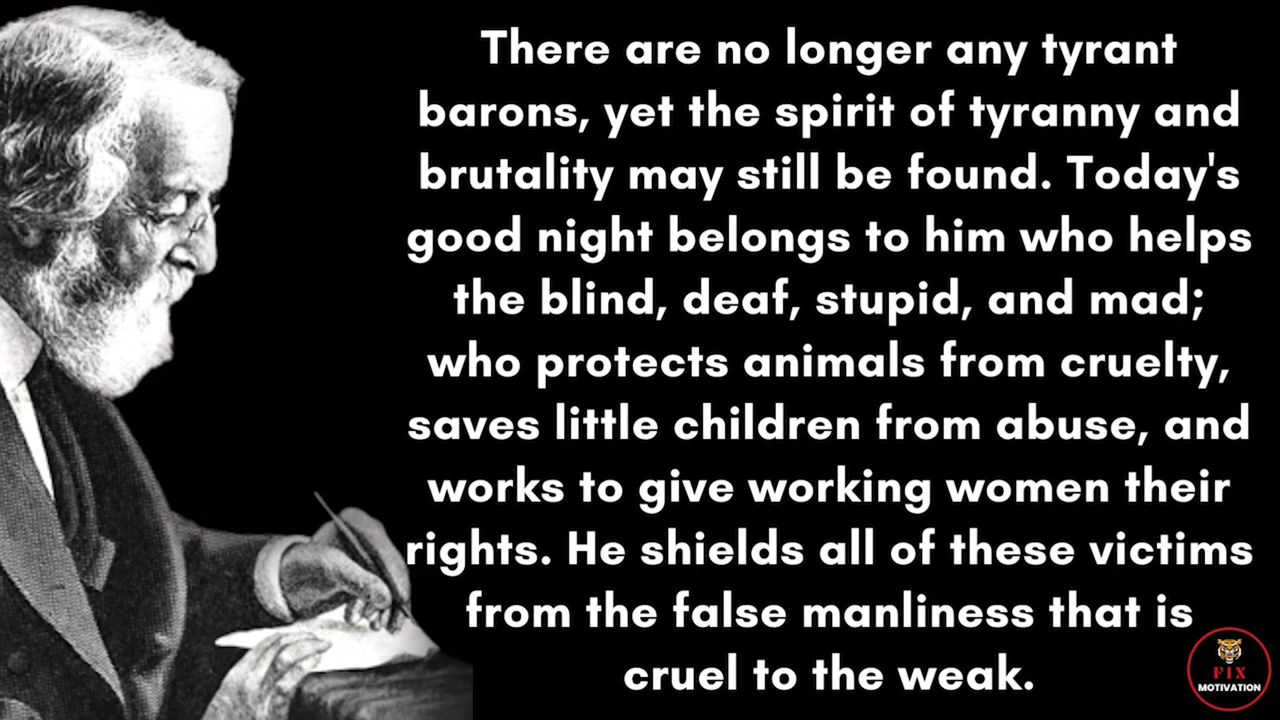 There are no longer any tyrant
barons, yet the spirit of tyranny and
brutality may still be found. Today's
good night belongs to him who helps
the blind, deaf, stupid, and mad;
who protects animals from cruelty,
saves little children from abuse, and
works to give working women their
rights. He shields all of these victims
from the false manliness that is
cruel to the weak.
FIX
MOTIVATION